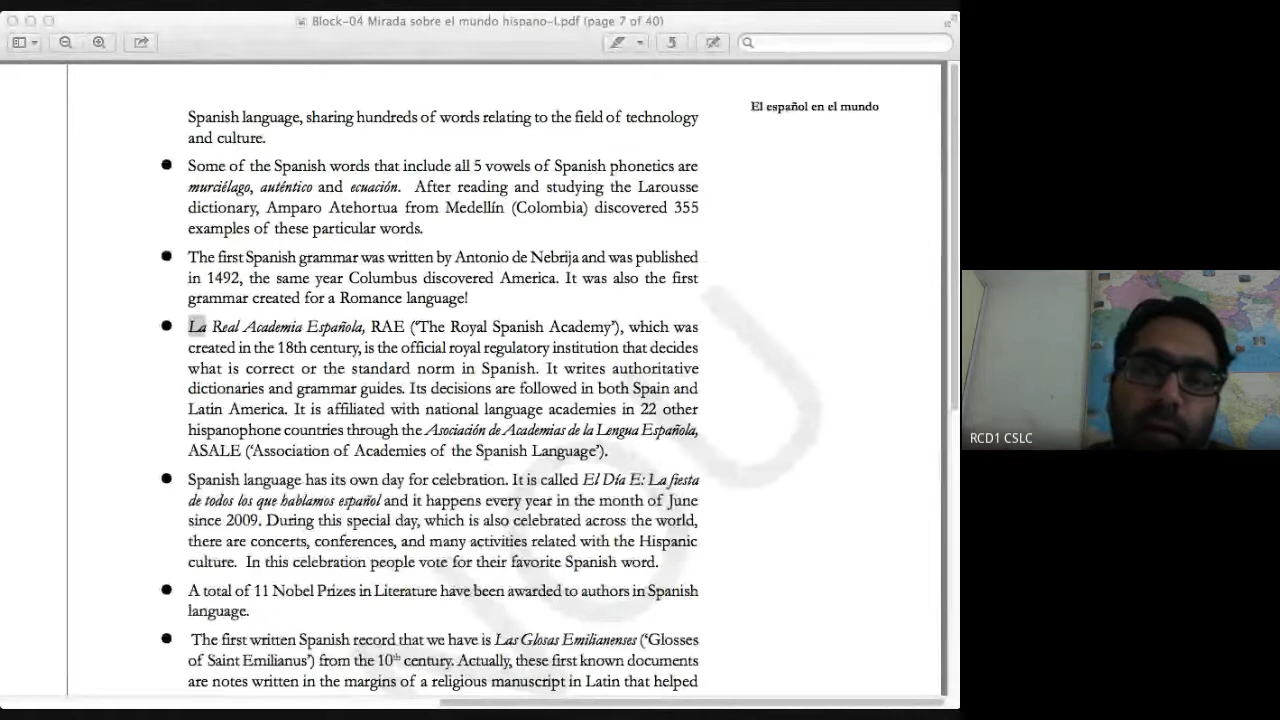 Block-04 Mirada sobre el mundo hispano-I.pdf (page 7 of 40)
El español en el mundo
Spanish language, sharing hundreds of words relating to the field of technology
and culture.
● Some of the Spanish words that include all 5 vowels of Spanish phonetics are
murciélago, auténtico and ecuación. After reading and studying the Larousse
dictionary, Amparo Atehortua from Medellín (Colombia) discovered 355
examples of these particular words.
● The first Spanish grammar was written by Antonio de Nebrija and was published
in 1492, the same year Columbus discovered America. It was also the first
grammar created for a Romance language!
● La Real Academia Española, RAE (‘The Royal Spanish Academy’), which was
created in the 18th century, is the official royal regulatory institution that decides
what is correct or the standard norm in Spanish. It writes authoritative
dictionaries and grammar guides. Its decisions are followed in both Spain and
Latin America. It is affiliated with national language academies in 22 other
hispanophone countries through the Asociación de Academias de la Lengua Española,
ASALE (‘Association of Academies of the Spanish Language’).
● Spanish language has its own day for celebration. It is called El Día E: La fiesta
de todos los que hablamos español and it happens every year in the month of June
since 2009. During this special day, which is also celebrated across the world,
there are concerts, conferences, and many activities related with the Hispanic
culture. In this celebration people vote for their favorite Spanish word.
● A total of 11 Nobel Prizes in Literature have been awarded to authors in Spanish
language.
● The first written Spanish record that we have is Las Glosas Emilianenses (‘Glosses
of Saint Emilianus’) from the 10th century. Actually, these first known documents
are notes written in the margins of a religious manuscript in Latin that helped
RCD1 CSLC